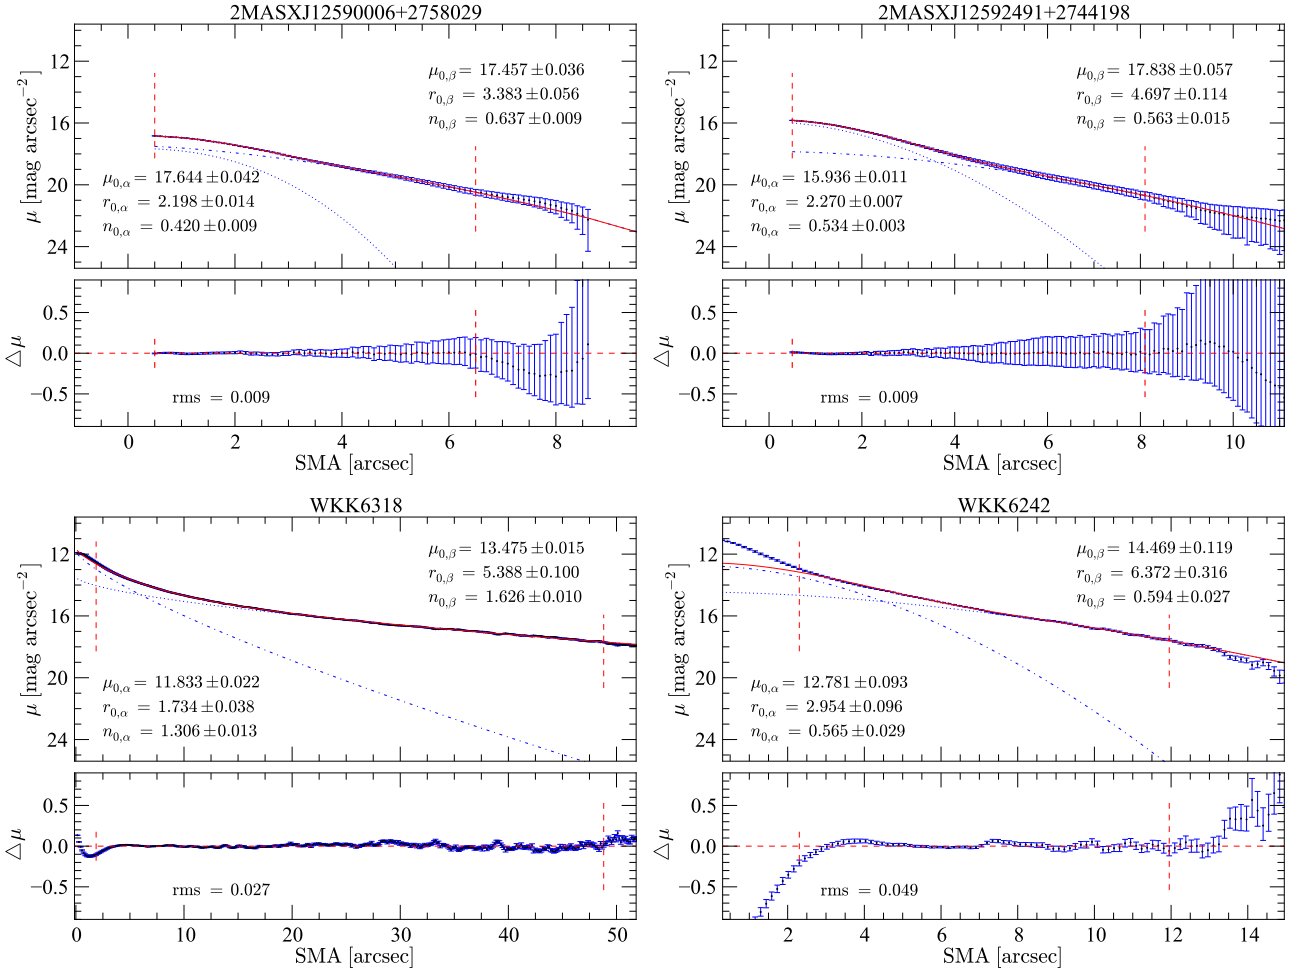 2MASXJ12590006+2758029
12
16
20
24
μ [mag arcsec⁻²]
μ₀,β = 17.457±0.036
r₀,β = 3.383±0.056
n₀,β = 0.637±0.009
μ₀,α = 17.644±0.042
r₀,α = 2.198±0.014
n₀,α = 0.420±0.009
0.5
0.0
−0.5
△μ
rms = 0.009
0 2 4 6 8
SMA [arcsec]
2MASXJ12592491+2744198
12
16
20
24
μ [mag arcsec⁻²]
μ₀,β = 17.838±0.057
r₀,β = 4.697±0.114
n₀,β = 0.563±0.015
μ₀,α = 15.936±0.011
r₀,α = 2.270±0.007
n₀,α = 0.534±0.003
0.5
0.0
−0.5
△μ
rms = 0.009
0 2 4 6 8 10
SMA [arcsec]
WKK6318
12
16
20
24
μ [mag arcsec⁻²]
μ₀,β = 13.475±0.015
r₀,β = 5.388±0.100
n₀,β = 1.626±0.010
μ₀,α = 11.833±0.022
r₀,α = 1.734±0.038
n₀,α = 1.306±0.013
0.5
0.0
−0.5
△μ
rms = 0.027
0 10 20 30 40 50
SMA [arcsec]
WKK6242
12
16
20
24
μ [mag arcsec⁻²]
μ₀,β = 14.469±0.119
r₀,β = 6.372±0.316
n₀,β = 0.594±0.027
μ₀,α = 12.781±0.093
r₀,α = 2.954±0.096
n₀,α = 0.565±0.029
0.5
0.0
−0.5
△μ
rms = 0.049
2 4 6 8 10 12 14
SMA [arcsec]